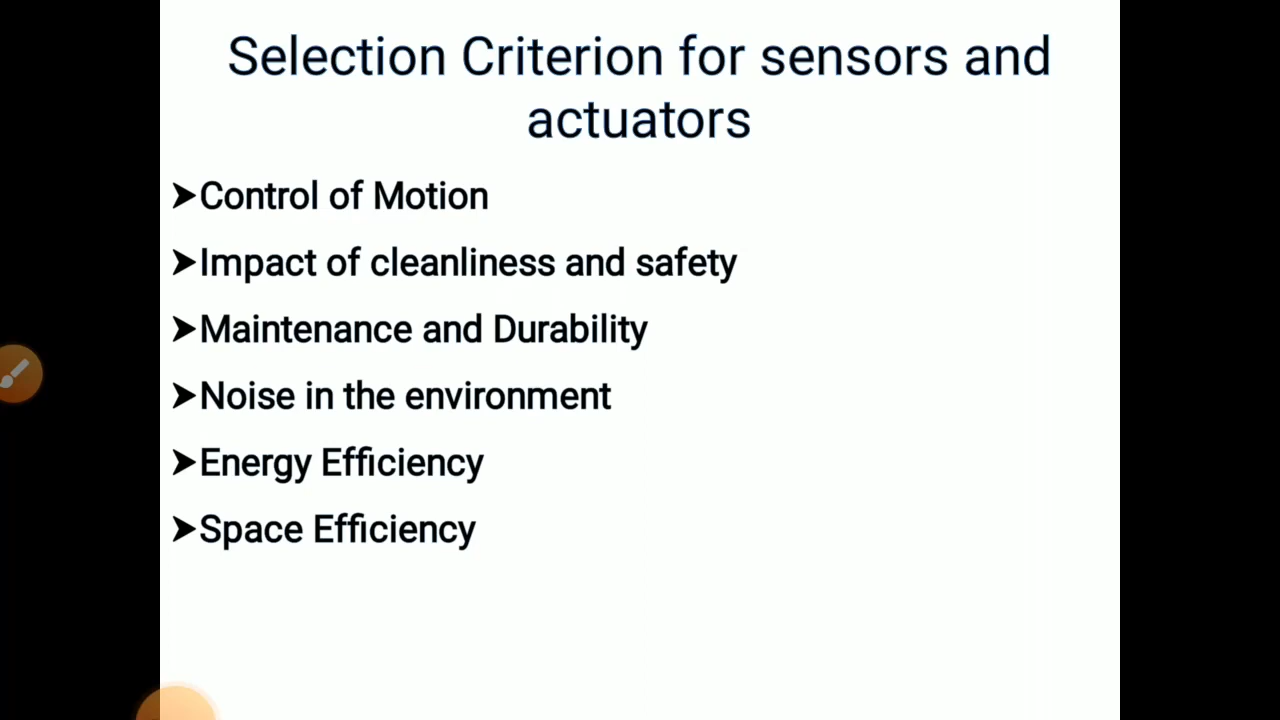 Selection Criterion for sensors and
actuators
➤Control of Motion
➤Impact of cleanliness and safety
➤Maintenance and Durability
➤Noise in the environment
➤Energy Efficiency
➤Space Efficiency